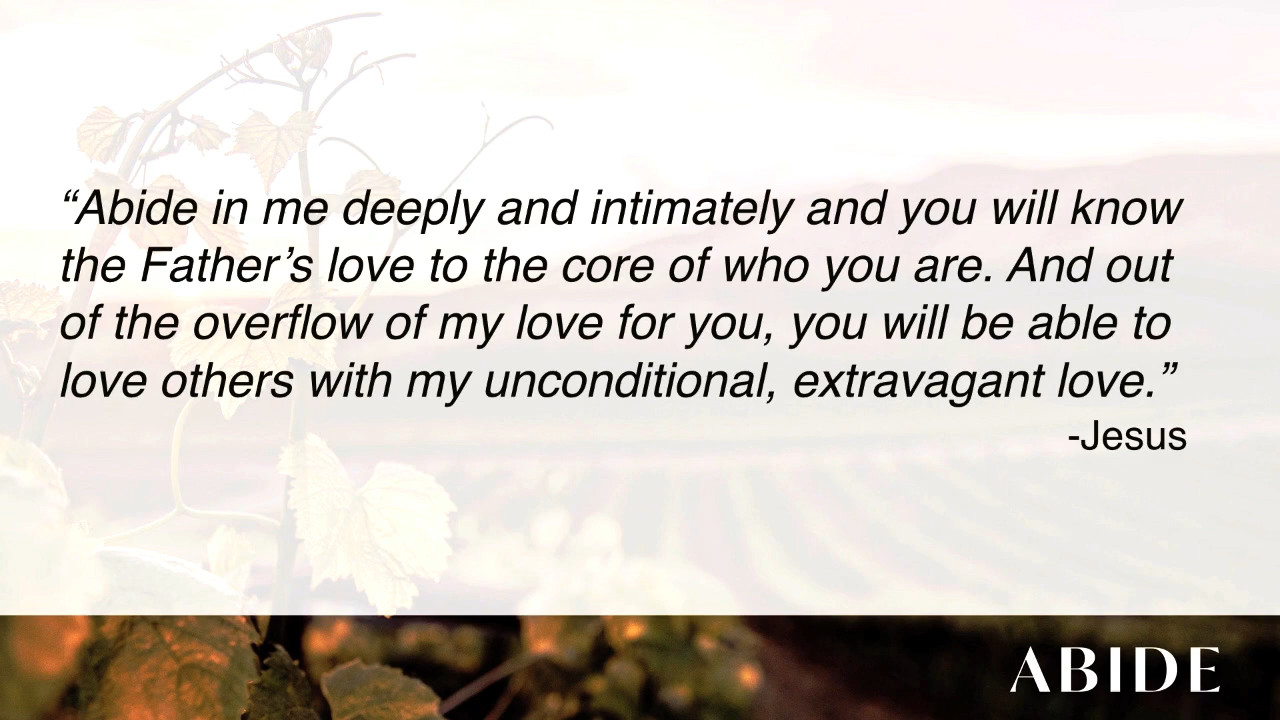 “Abide in me deeply and intimately and you will know
the Father’s love to the core of who you are. And out
of the overflow of my love for you, you will be able to
love others with my unconditional, extravagant love.”
-Jesus
ABIDE